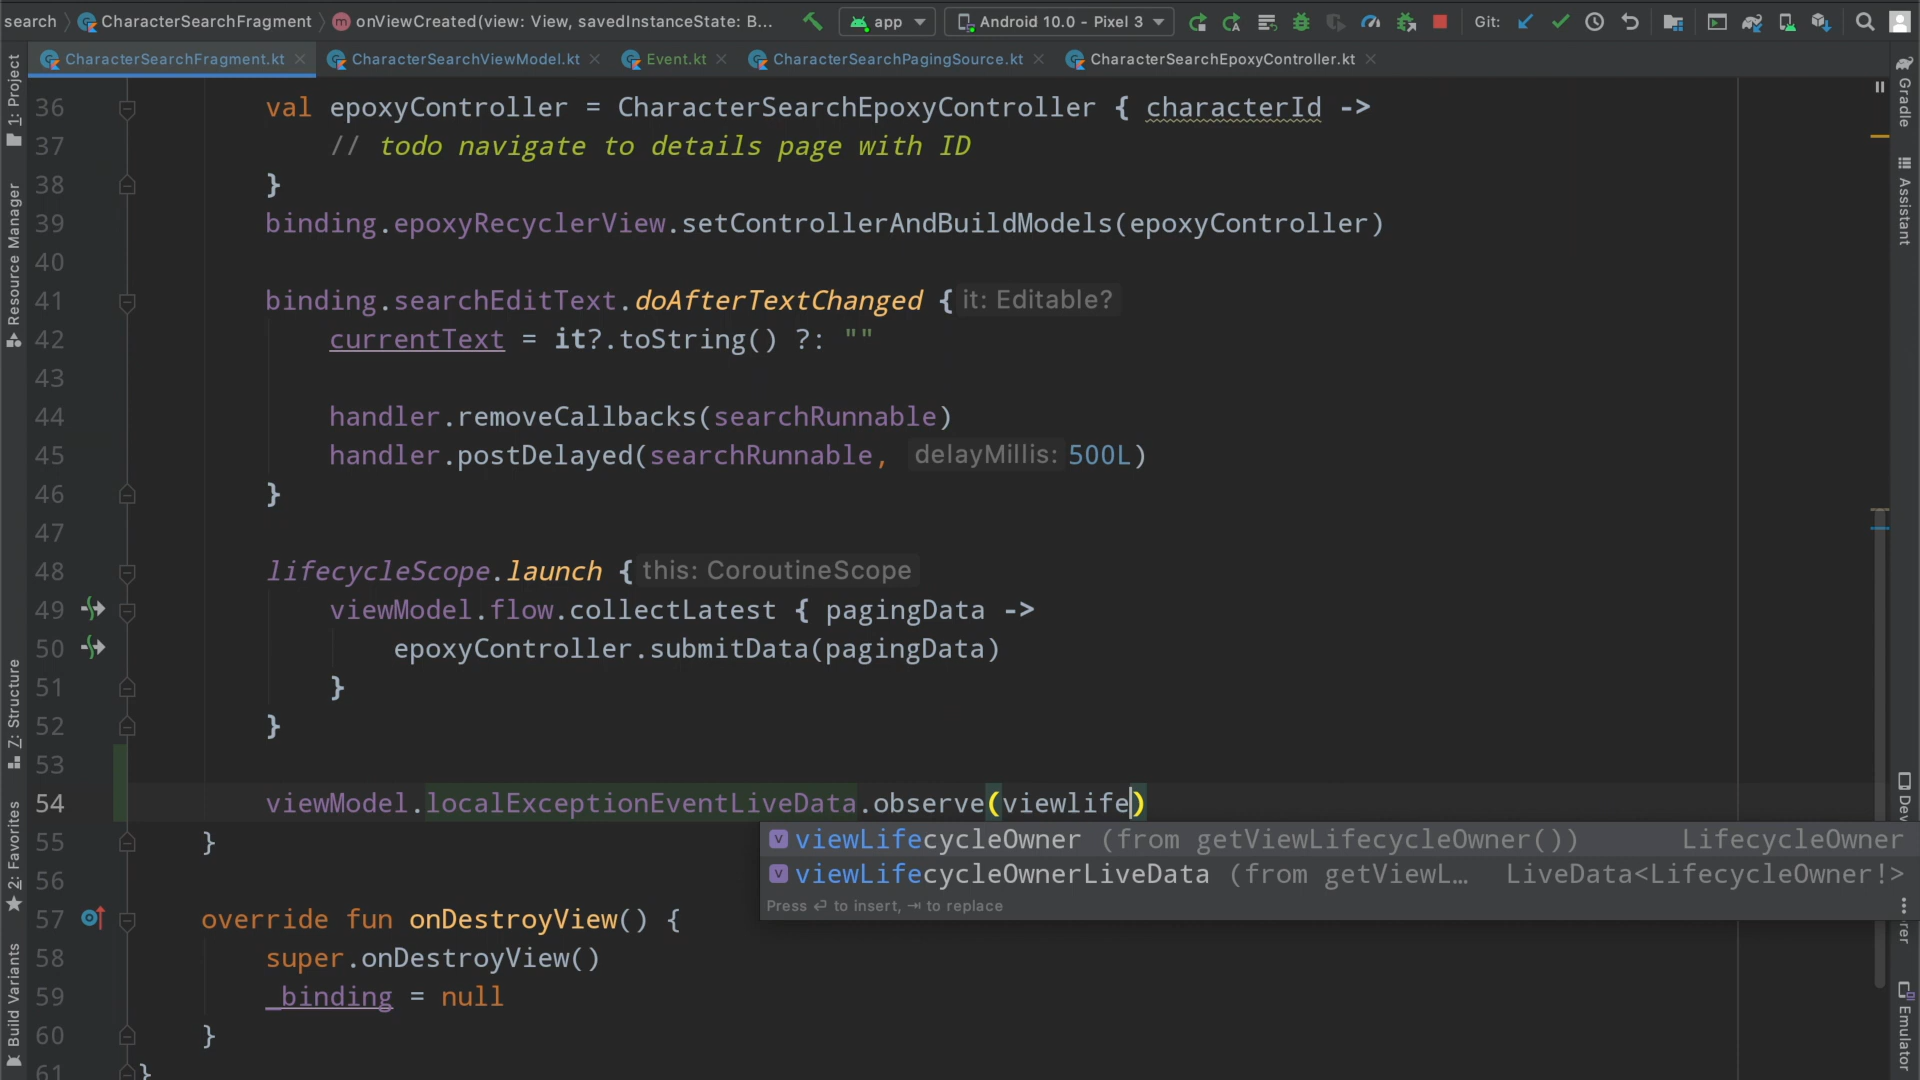 search CharacterSearchFragment onViewCreated(view: View, savedInstanceState: B... app Android 10.0 - Pixel 3 Git:
CharacterSearchFragment.kt CharacterSearchViewModel.kt Event.kt CharacterSearchPagingSource.kt CharacterSearchEpoxyController.kt
1: Project
Resource Manager
Z: Structure
2: Favorites
Build Variants
36 val epoxyController = CharacterSearchEpoxyController { characterId ->
37 // todo navigate to details page with ID
38 }
39 binding.epoxyRecyclerView.setControllerAndBuildModels(epoxyController)
40
41 binding.searchEditText.doAfterTextChanged { it: Editable?
42 currentText = it?.toString() ?: ""
43
44 handler.removeCallbacks(searchRunnable)
45 handler.postDelayed(searchRunnable, delayMillis: 500L)
46 }
47
48 lifecycleScope.launch { this: CoroutineScope
49 viewModel.flow.collectLatest { pagingData ->
50 epoxyController.submitData(pagingData)
51 }
52 }
53
54 viewModel.localExceptionEventLiveData.observe(viewlife)
viewLifecycleOwner (from getViewLifecycleOwner()) LifecycleOwner
viewLifecycleOwnerLiveData (from getViewL... LiveData<LifecycleOwner!>
Press ↵ to insert, ⇥ to replace
55 }
56
57 override fun onDestroyView() {
58 super.onDestroyView()
59 _binding = null
60 }
61 }
Gradle
Assistant
Emulator